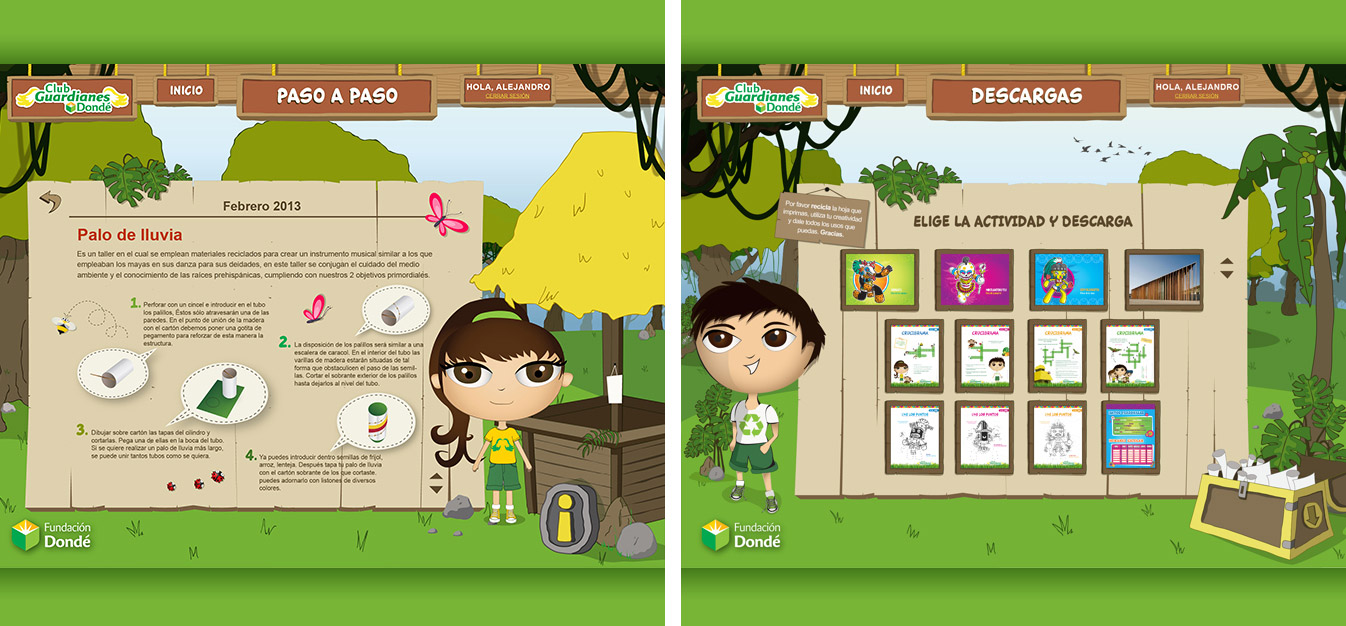 Club
Guardianes
Dondé
INICIO
PASO A PASO
HOLA, ALEJANDRO
CERRAR SESIÓN
Febrero 2013
Palo de lluvia
Es un taller en el cual se emplean materiales reciclados para crear un instrumento musical similar a los que
empleaban los mayas en sus danza para sus deidades, en este taller se conjugan el cuidado del medio
ambiente y el conocimiento de las raíces prehispánicas, cumpliendo con nuestros 2 objetivos primordiales.
1. Perforar con un cincel e introducir en el tubo
los palillos, Éstos sólo atravesarán una de las
paredes. En el punto de unión de la madera
con el cartón debemos poner una gotita de
pegamento para reforzar de esta manera la
estructura.
2. La disposición de los palillos será similar a una
escalera de caracol. En el interior del tubo las
varillas de madera estarán situadas de tal
forma que obstaculicen el paso de las semil-
las. Cortar el sobrante exterior de los palillos
hasta dejarlos al nivel del tubo.
3. Dibujar sobre cartón las tapas del cilindro y
cortarlas. Pega una de ellas en la boca del tubo.
Si se quiere realizar un palo de lluvia más largo,
se puede unir tantos tubos como se quiera.
4. Ya puedes introducir dentro semillas de frijol,
arroz, lenteja. Después tapa tu palo de lluvia
con el cartón sobrante de los que cortaste.
puedes adornarlo con listones de diversos
colores.
i
Fundación
Dondé
Club
Guardianes
Dondé
INICIO
DESCARGAS
HOLA, ALEJANDRO
CERRAR SESIÓN
Por favor recicla la hoja que
imprimas, utiliza tu creatividad
y dale todos los usos que
puedas. Gracias.
ELIGE LA ACTIVIDAD Y DESCARGA
CRUCIGRAMA
CRUCIGRAMA
CRUCIGRAMA
CRUCIGRAMA
UNE LOS PUNTOS
UNE LOS PUNTOS
UNE LOS PUNTOS
Fundación
Dondé